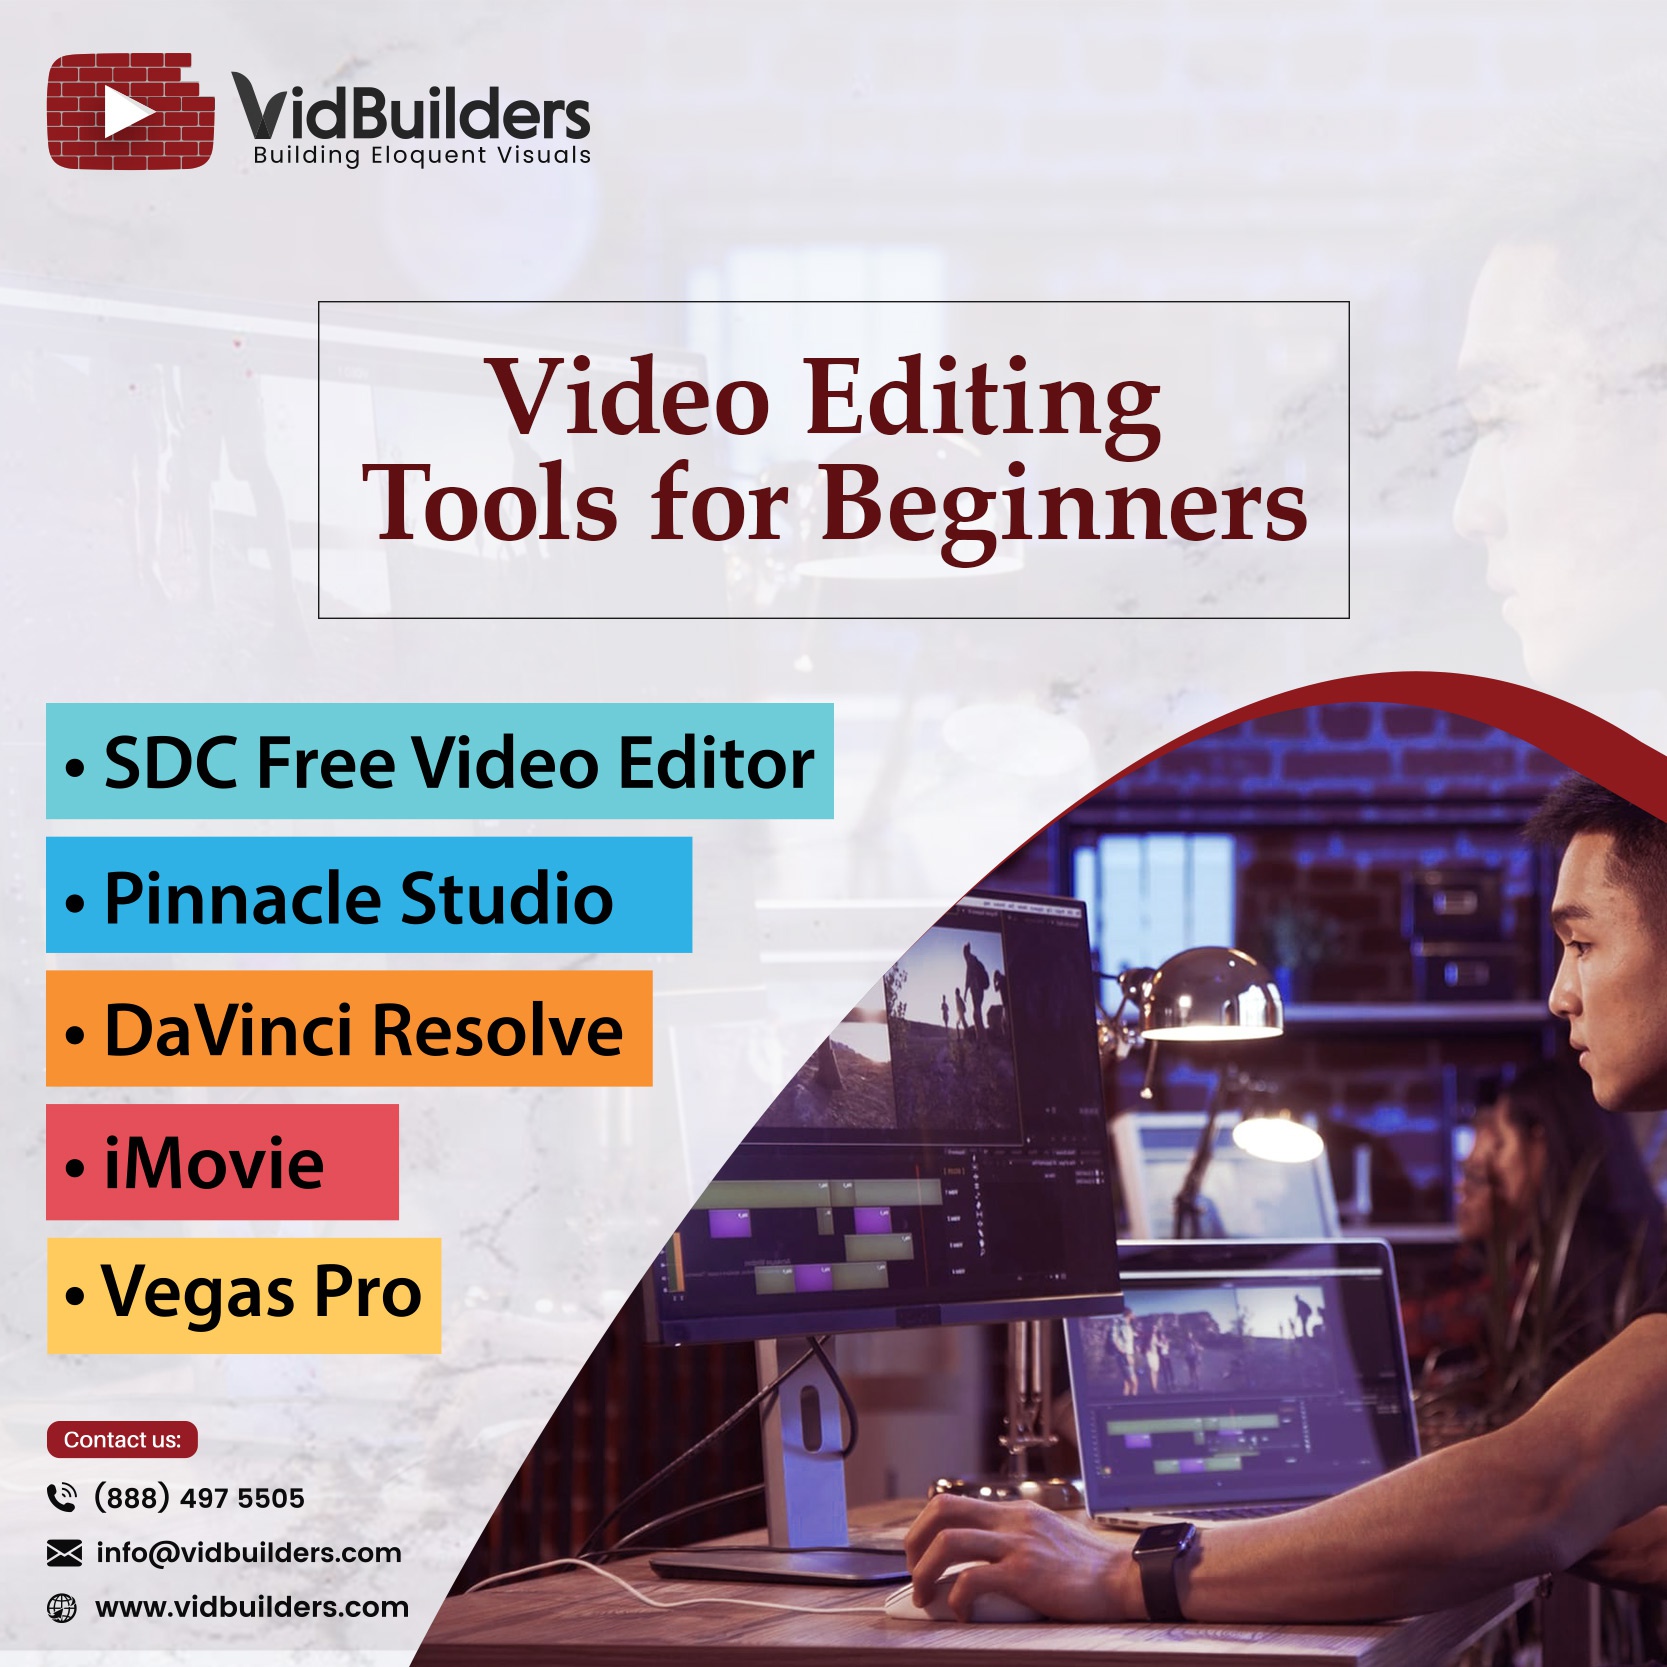 VidBuilders
Building Eloquent Visuals
Video Editing
Tools for Beginners
• SDC Free Video Editor
• Pinnacle Studio
• DaVinci Resolve
• iMovie
• Vegas Pro
Contact us:
(888) 497 5505
info@vidbuilders.com
www.vidbuilders.com